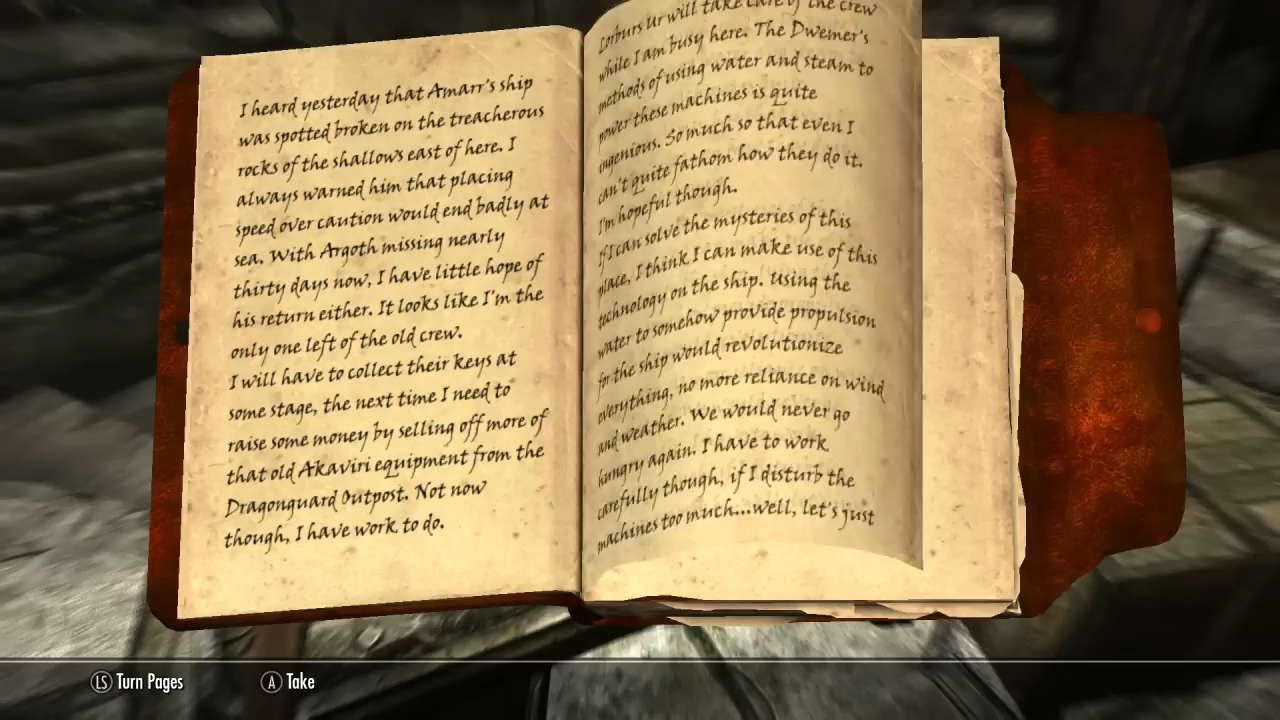 I heard yesterday that Amarr's ship
was spotted broken on the treacherous
rocks of the shallows east of here. I
always warned him that placing
speed over caution would end badly at
sea. With Argoth missing nearly
thirty days now, I have little hope of
his return either. It looks like I'm the
only one left of the old crew.
I will have to collect their keys at
some stage, the next time I need to
raise some money by selling off more of
that old Akaviri equipment from the
Dragonguard Outpost. Not now
though, I have work to do.
Ur will take care of the crew
while I am busy here. The Dwemer's
methods of using water and steam to
power these machines is quite
ingenious. So much so that even I
can't quite fathom how they do it.
I'm hopeful though.
If I can solve the mysteries of this
place, I think I can make use of this
technology on the ship. Using the
water to somehow provide propulsion
for the ship would revolutionize
everything, no more reliance on wind
and weather. We would never go
hungry again. I have to work
carefully though, if I disturb the
machines too much...well, let's just
LS Turn Pages
A Take